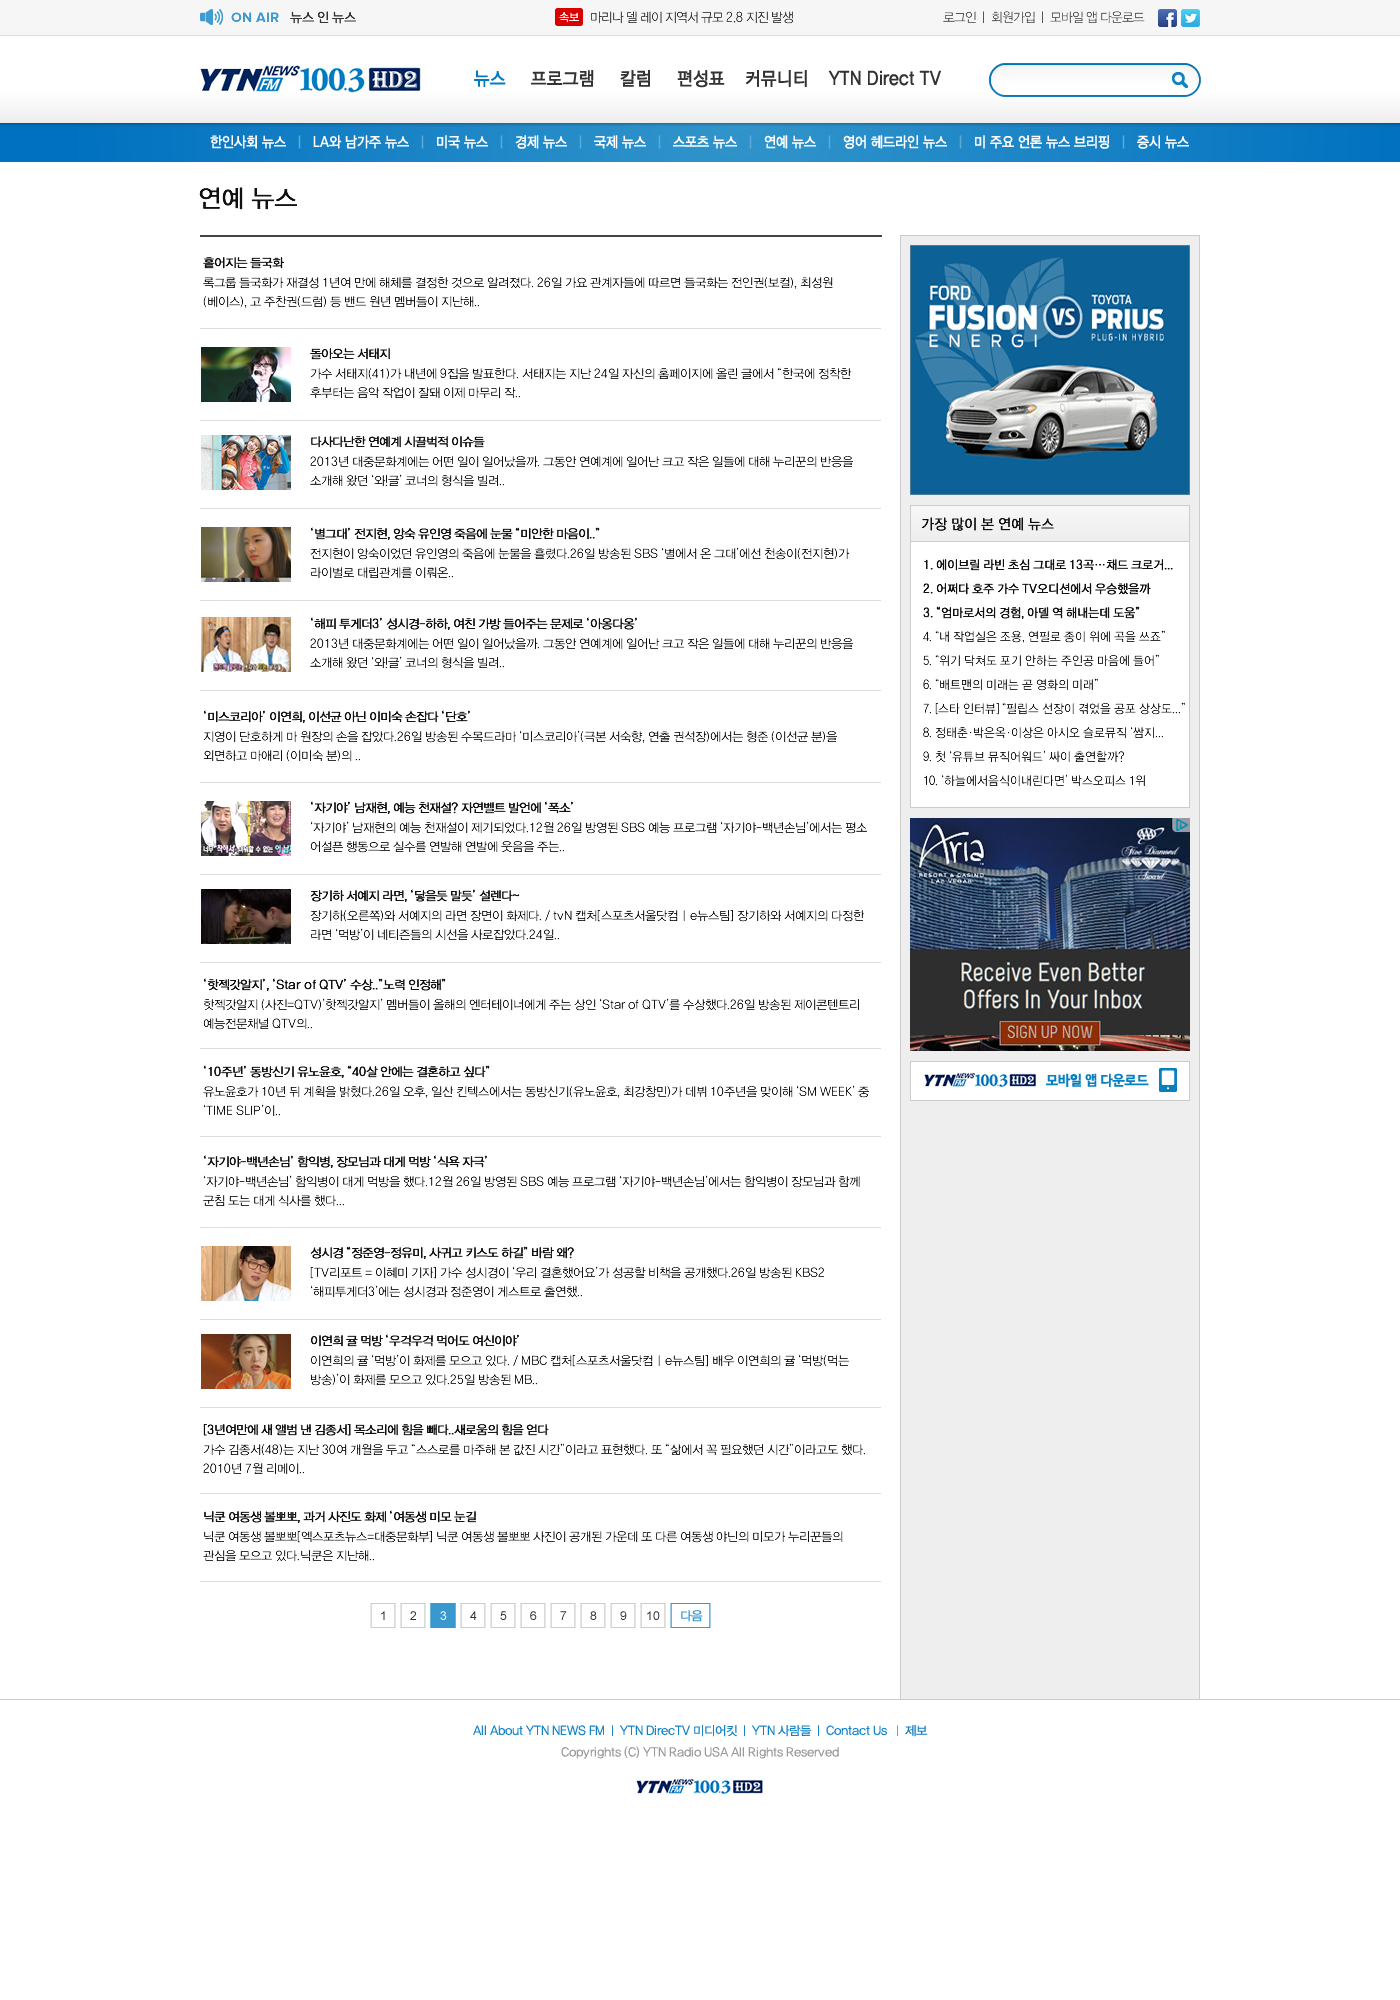 ON AIR 뉴스 인 뉴스
속보 마리나 델 레이 지역서 규모 2.8 지진 발생
로그인 | 회원가입 | 모바일 앱 다운로드
YTN NEWS FM 100.3 HD2
뉴스 프로그램 칼럼 편성표 커뮤니티 YTN Direct TV
한인사회 뉴스 | LA와 남가주 뉴스 | 미국 뉴스 | 경제 뉴스 | 국제 뉴스 | 스포츠 뉴스 | 연예 뉴스 | 영어 헤드라인 뉴스 | 미 주요 언론 뉴스 브리핑 | 증시 뉴스
연예 뉴스
흩어지는 들국화
록그룹 들국화가 재결성 1년여 만에 해체를 결정한 것으로 알려졌다. 26일 가요 관계자들에 따르면 들국화는 전인권(보컬), 최성원
(베이스), 고 주찬권(드럼) 등 밴드 원년 멤버들이 지난해..
돌아오는 서태지
가수 서태지(41)가 내년에 9집을 발표한다. 서태지는 지난 24일 자신의 홈페이지에 올린 글에서 “한국에 정착한
후부터는 음악 작업이 잘돼 이제 마무리 작..
다사다난한 연예계 시끌벅적 이슈들
2013년 대중문화계에는 어떤 일이 일어났을까. 그동안 연예계에 일어난 크고 작은 일들에 대해 누리꾼의 반응을
소개해 왔던 ‘와!글’ 코너의 형식을 빌려..
‘별그대’ 전지현, 앙숙 유인영 죽음에 눈물 “미안한 마음이..”
전지현이 앙숙이었던 유인영의 죽음에 눈물을 흘렸다.26일 방송된 SBS ‘별에서 온 그대’에선 천송이(전지현)가
라이벌로 대립관계를 이뤄온..
‘해피 투게더3’ 성시경-하하, 여친 가방 들어주는 문제로 ‘아옹다옹’
2013년 대중문화계에는 어떤 일이 일어났을까. 그동안 연예계에 일어난 크고 작은 일들에 대해 누리꾼의 반응을
소개해 왔던 ‘와!글’ 코너의 형식을 빌려..
‘미스코리아’ 이연희, 이선균 아닌 이미숙 손잡다 ‘단호’
지영이 단호하게 마 원장의 손을 잡았다.26일 방송된 수목드라마 ‘미스코리아’(극본 서숙향, 연출 권석장)에서는 형준 (이선균 분)을
외면하고 마애리 (이미숙 분)의 ..
‘자기야’ 남재현, 예능 천재설? 자연벨트 발언에 ‘폭소’
‘자기야’ 남재현의 예능 천재설이 제기되었다.12월 26일 방영된 SBS 예능 프로그램 ‘자기야-백년손님’에서는 평소
어설픈 행동으로 실수를 연발해 연발에 웃음을 주는..
장기하 서예지 라면, ‘닿을듯 말듯’ 설렌다~
장기하(오른쪽)와 서예지의 라면 장면이 화제다. / tvN 캡처[스포츠서울닷컴 | e뉴스팀] 장기하와 서예지의 다정한
라면 ‘먹방’이 네티즌들의 시선을 사로잡았다.24일..
‘핫젝갓알지’, ‘Star of QTV’ 수상..”노력 인정해”
핫젝갓알지 (사진=QTV)’핫젝갓알지’ 멤버들이 올해의 엔터테이너에게 주는 상인 ‘Star of QTV’를 수상했다.26일 방송된 제이콘텐트리
예능전문채널 QTV의..
‘10주년’ 동방신기 유노윤호, “40살 안에는 결혼하고 싶다”
유노윤호가 10년 뒤 계획을 밝혔다.26일 오후, 일산 킨텍스에서는 동방신기(유노윤호, 최강창민)가 데뷔 10주년을 맞이해 ‘SM WEEK’ 중
‘TIME SLIP’이..
‘자기야-백년손님’ 함익병, 장모님과 대게 먹방 ‘식욕 자극’
‘자기야-백년손님’ 함익병이 대게 먹방을 했다.12월 26일 방영된 SBS 예능 프로그램 ‘자기야-백년손님’에서는 함익병이 장모님과 함께
군침 도는 대게 식사를 했다...
성시경 “정준영-정유미, 사귀고 키스도 하길” 바람 왜?
[TV리포트 = 이혜미 기자] 가수 성시경이 ‘우리 결혼했어요’가 성공할 비책을 공개했다.26일 방송된 KBS2
‘해피투게더3’에는 성시경과 정준영이 게스트로 출연했..
이연희 귤 먹방 ‘우걱우걱 먹어도 여신이야’
이연희의 귤 ‘먹방’이 화제를 모으고 있다. / MBC 캡처[스포츠서울닷컴 | e뉴스팀] 배우 이연희의 귤 ‘먹방(먹는
방송)’이 화제를 모으고 있다.25일 방송된 MB..
[3년여만에 새 앨범 낸 김종서] 목소리에 힘을 빼다..새로움의 힘을 얻다
가수 김종서(48)는 지난 30여 개월을 두고 “스스로를 마주해 본 값진 시간”이라고 표현했다. 또 “삶에서 꼭 필요했던 시간”이라고도 했다.
2010년 7월 리메이..
닉쿤 여동생 볼뽀뽀, 과거 사진도 화제 ‘여동생 미모 눈길
닉쿤 여동생 볼뽀뽀[엑스포츠뉴스=대중문화부] 닉쿤 여동생 볼뽀뽀 사진이 공개된 가운데 또 다른 여동생 야닌의 미모가 누리꾼들의
관심을 모으고 있다.닉쿤은 지난해..
1 2 3 4 5 6 7 8 9 10 다음
FORD FUSION ENERGI VS TOYOTA PRIUS PLUG-IN HYBRID
가장 많이 본 연예 뉴스
1. 에이브릴 라빈 초심 그대로 13곡…채드 크로거...
2. 어쩌다 호주 가수 TV오디션에서 우승했을까
3. “엄마로서의 경험, 아델 역 해내는데 도움”
4. “내 작업실은 조용, 연필로 종이 위에 곡을 쓰죠”
5. “위기 닥쳐도 포기 안하는 주인공 마음에 들어”
6. “배트맨의 미래는 곧 영화의 미래”
7. [스타 인터뷰] “필립스 선장이 겪었을 공포 상상도...”
8. 정태춘·박은옥·이상은 아시오 슬로뮤직 ‘쌈지...
9. 첫 ‘유튜브 뮤직어워드’ 싸이 출연할까?
10. ‘하늘에서음식이내린다면’ 박스오피스 1위
Aria
RESORT & CASINO
LAS VEGAS
AAA Five Diamond Award
Receive Even Better
Offers In Your Inbox
SIGN UP NOW
YTN NEWS FM 100.3 HD2 모바일 앱 다운로드
All About YTN NEWS FM | YTN DirecTV 미디어킷 | YTN 사람들 | Contact Us | 제보
Copyrights (C) YTN Radio USA All Rights Reserved
YTN NEWS FM 100.3 HD2